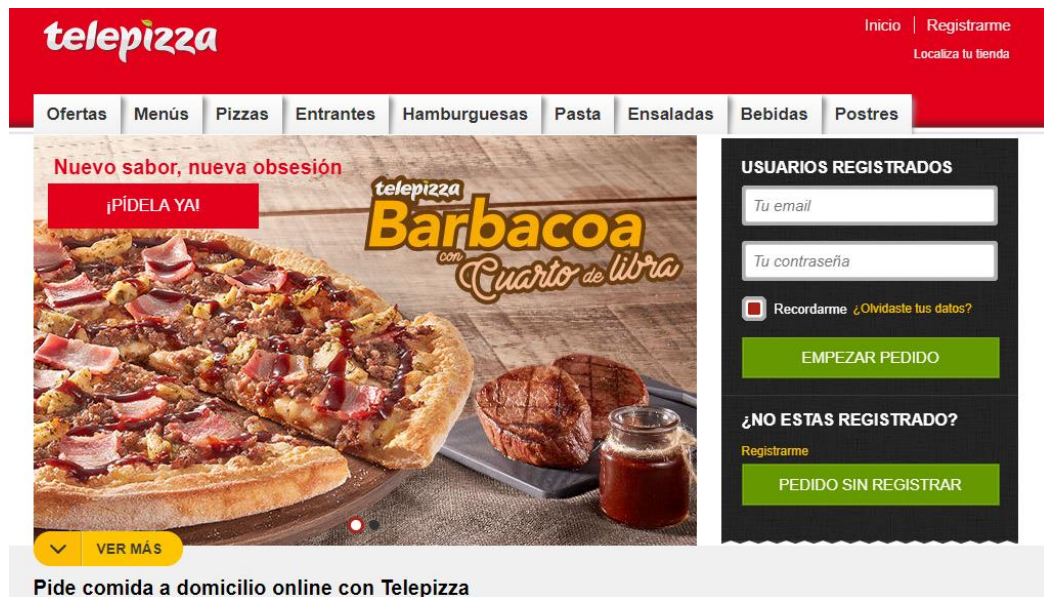 telepizza
Inicio | Registrarme
Localiza tu tienda
Ofertas Menús Pizzas Entrantes Hamburguesas Pasta Ensaladas Bebidas Postres
Nuevo sabor, nueva obsesión
¡PÍDELA YA!
telepizza
Barbacoa
con Cuarto de libra
USUARIOS REGISTRADOS
Tu email
Tu contraseña
Recordarme ¿Olvidaste tus datos?
EMPEZAR PEDIDO
¿NO ESTAS REGISTRADO?
Registrarme
PEDIDO SIN REGISTRAR
VER MÁS
Pide comida a domicilio online con Telepizza